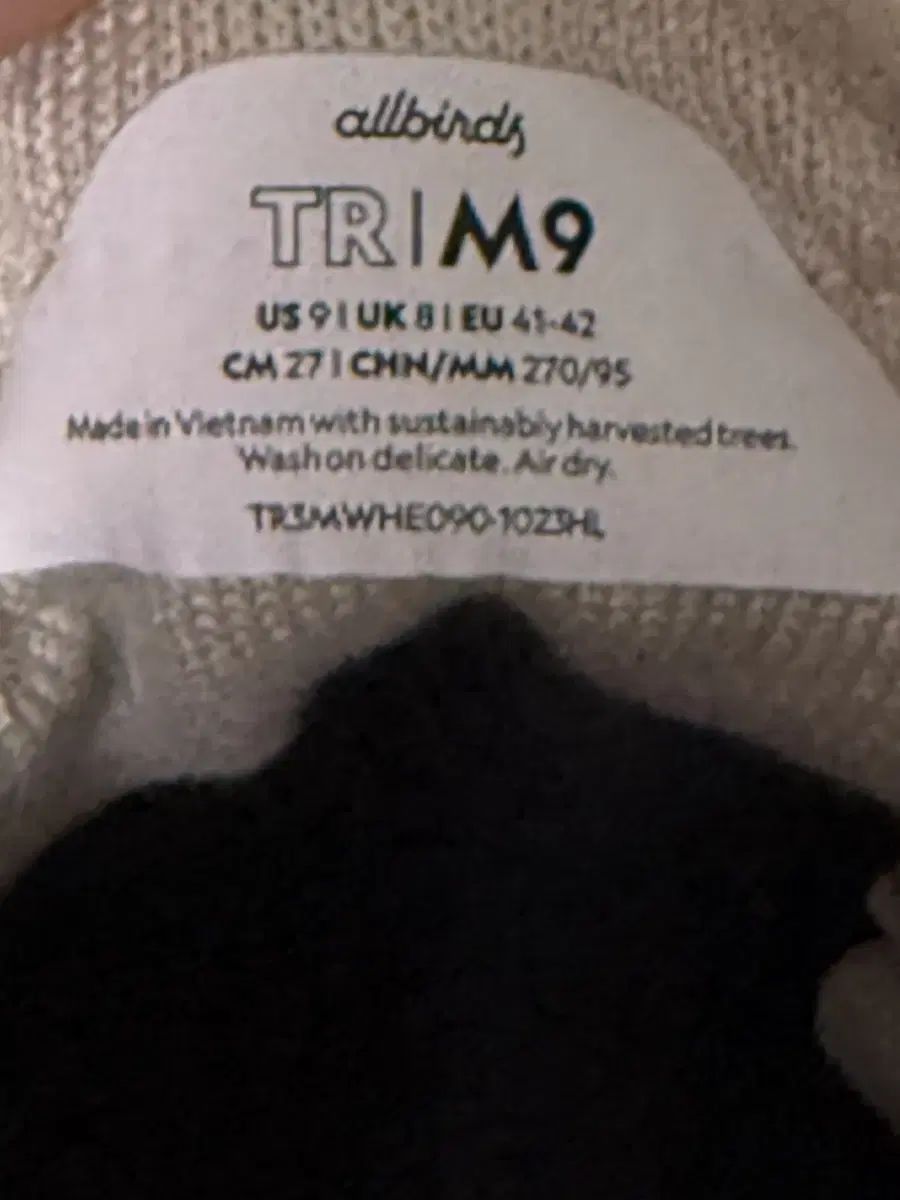 allbirds
TR | M9
US 9 | UK 8 | EU 41-42
CM 27 | CHN/MM 270/95
Made in Vietnam with sustainably harvested trees.
Wash on delicate. Air dry.
TR3MWHE090-1023HL